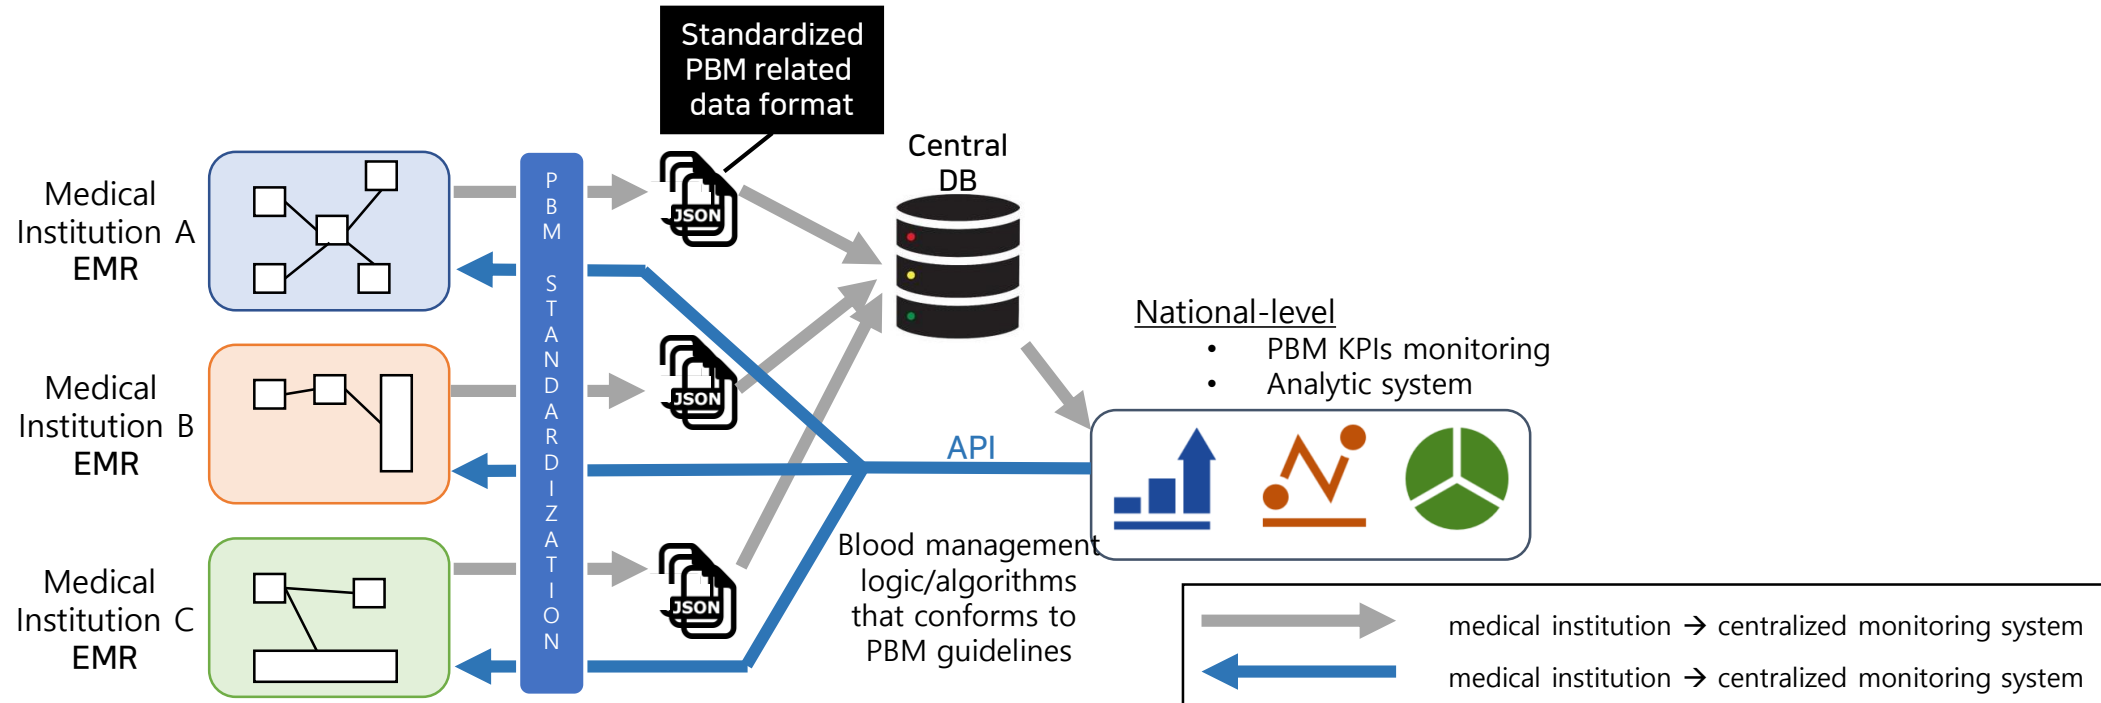 Standardized
PBM related
data format
Central
DB
Medical
Institution A
EMR
JSON
PBM STANDARDIZATION
National-level
• PBM KPIs monitoring
• Analytic system
Medical
Institution B
EMR
JSON
API
Medical
Institution C
EMR
JSON
Blood management
logic/algorithms
that conforms to
PBM guidelines
medical institution → centralized monitoring system
medical institution → centralized monitoring system